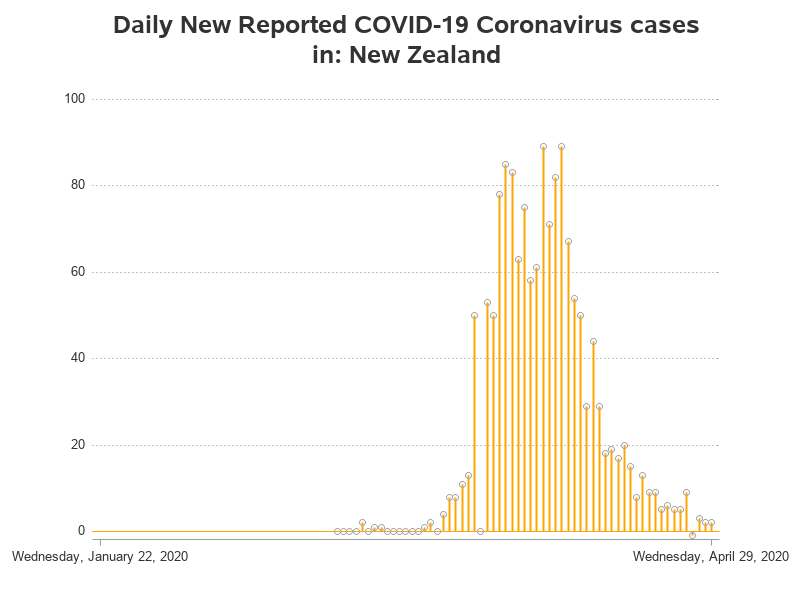 Daily New Reported COVID-19 Coronavirus cases
in: New Zealand
100
80
60
40
20
0
Wednesday, January 22, 2020
Wednesday, April 29, 2020